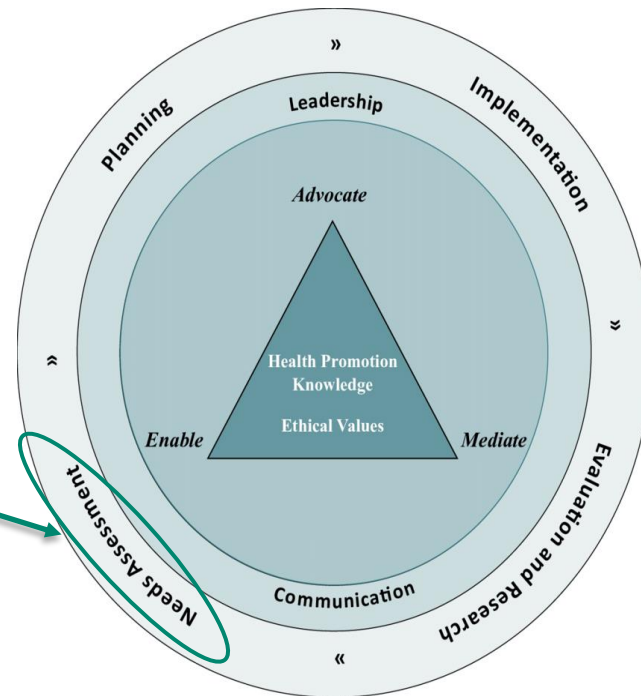 »
Planning
Implementation
Leadership
Advocate
»
»
Health Promotion
Knowledge
Ethical Values
Enable
Mediate
Needs Assessment
Evaluation and Research
Communication
»